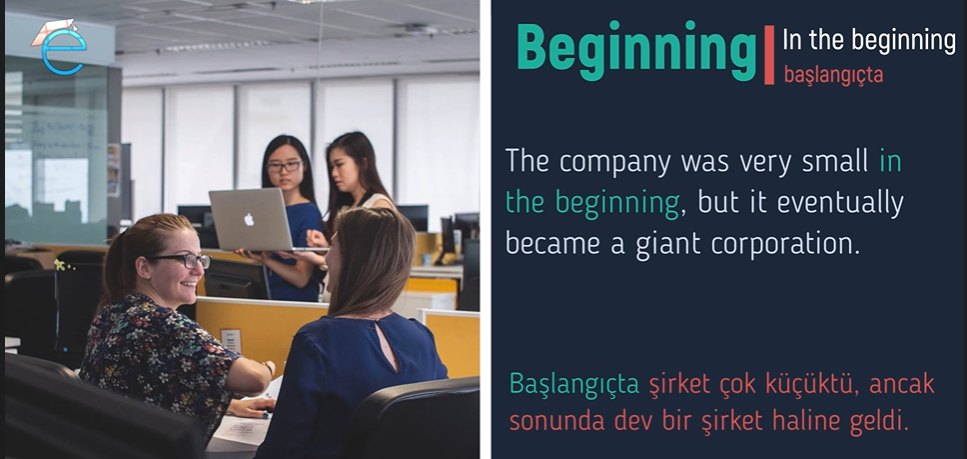 e
Beginning
In the beginning
başlangıçta
The company was very small in
the beginning, but it eventually
became a giant corporation.
Başlangıçta şirket çok küçüktü, ancak
sonunda dev bir şirket haline geldi.